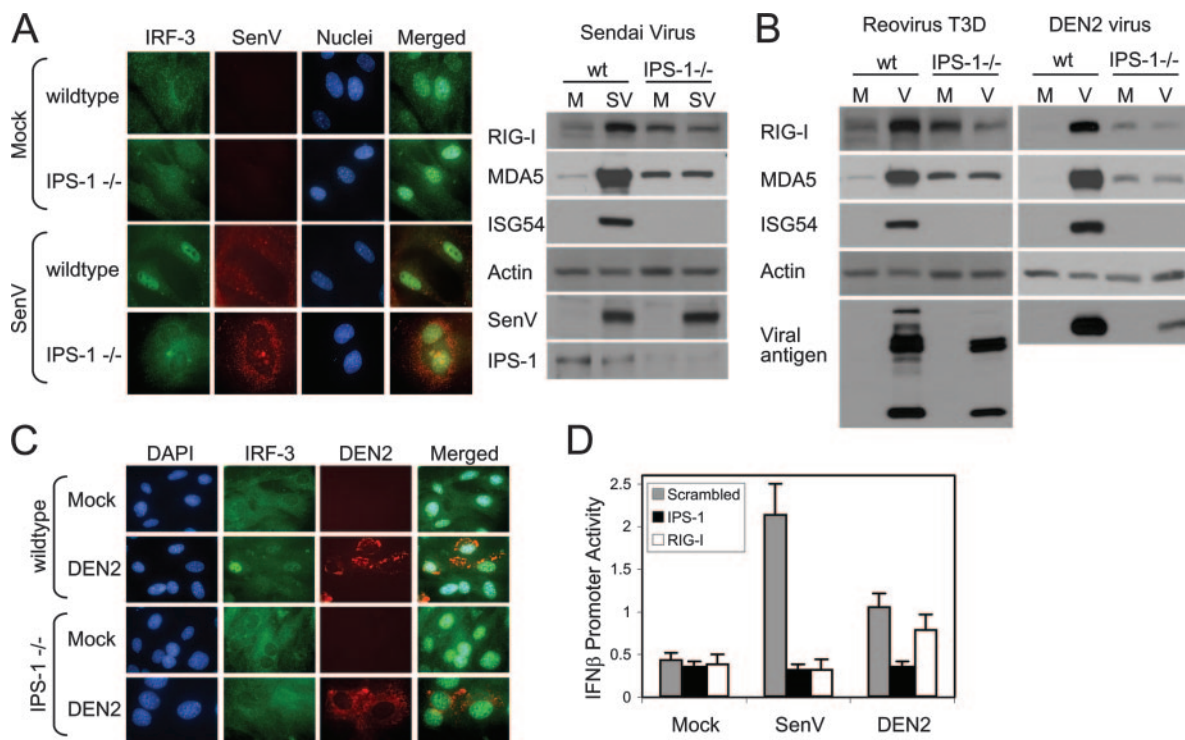 A
IRF-3 SenV Nuclei Merged
Mock
wildtype
IPS-1 -/-
SenV
wildtype
IPS-1 -/-
Sendai Virus
wt IPS-1-/-
M SV M SV
RIG-I
MDA5
ISG54
Actin
SenV
IPS-1
B
Reovirus T3D DEN2 virus
wt IPS-1-/- wt IPS-1-/-
M V M V M V M V
RIG-I
MDA5
ISG54
Actin
Viral
antigen
C
DAPI IRF-3 DEN2 Merged
wildtype
Mock
DEN2
IPS-1 -/-
Mock
DEN2
D
IFNβ Promoter Activity
2.5
2
1.5
1
0.5
0
Scrambled
IPS-1
RIG-I
Mock SenV DEN2